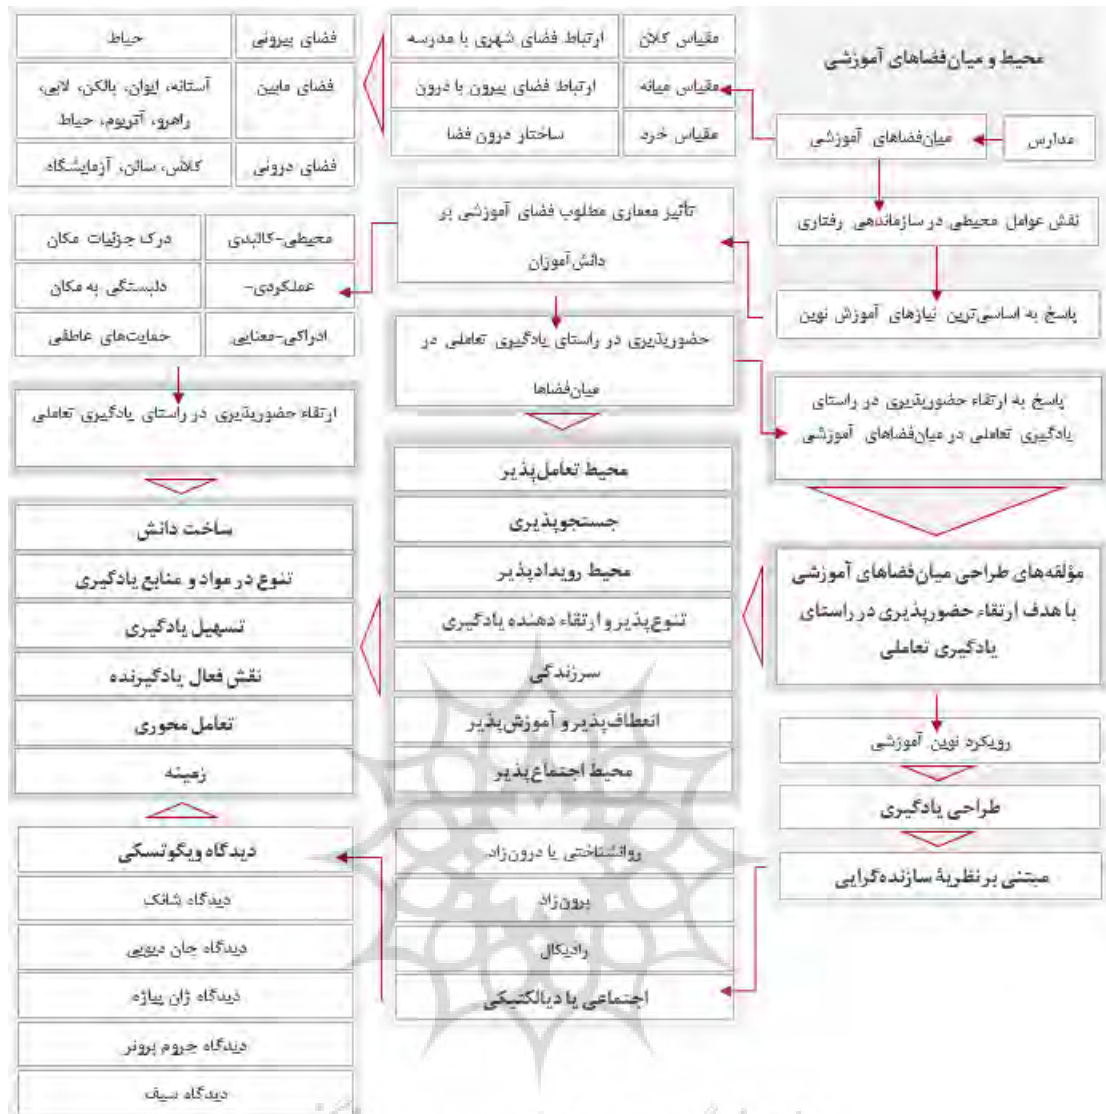 محیط و میان‌فضاهای آموزشی
مدارس
میان‌فضاهای آموزشی
نقش عوامل محیطی در سازماندهی رفتاری
پاسخ به اساسی‌ترین نیازهای آموزش نوین
پاسخ به ارتقاء حضورپذیری در راستای
یادگیری تعاملی در میان‌فضاهای آموزشی
مؤلفه‌های طراحی میان‌فضاهای آموزشی
با هدف ارتقاء حضورپذیری در راستای
یادگیری تعاملی
رویکرد نوین آموزشی
طراحی یادگیری
مبتنی بر نظریهٔ سازنده‌گرایی
مقیاس کلان
ارتباط فضای شهری با مدرسه
مقیاس میانه
ارتباط فضای بیرون با درون
مقیاس خرد
ساختار درون فضا
تأثیر معماری مطلوب فضای آموزشی بر
دانش‌آموزان
حضورپذیری در راستای یادگیری تعاملی در
میان‌فضاها
محیط تعامل‌پذیر
جستجوپذیری
محیط رویدادپذیر
تنوع‌پذیر و ارتقاء دهنده یادگیری
سرزندگی
انعطاف‌پذیر و آموزش‌پذیر
محیط اجتماع‌پذیر
روانشناختی یا درون‌زاد
برون‌زاد
رادیکال
اجتماعی یا دیالکتیکی
فضای بیرونی
حیاط
فضای مابین
آستانه، ایوان، بالکن، لابی،
راهرو، آتریوم، حیاط
فضای درونی
کلاس، سالن، آزمایشگاه
محیطی-کالبدی
درک جزئیات مکان
عملکردی-
دلبستگی به مکان
ادراکی-معنایی
حمایت‌های عاطفی
ارتقاء حضورپذیری در راستای یادگیری تعاملی
ساخت دانش
تنوع در مواد و منابع یادگیری
تسهیل یادگیری
نقش فعال یادگیرنده
تعامل محوری
زمینه
دیدگاه ویگوتسکی
دیدگاه شانک
دیدگاه جان دیویی
دیدگاه ژان پیاژه
دیدگاه جروم برونر
دیدگاه سیف